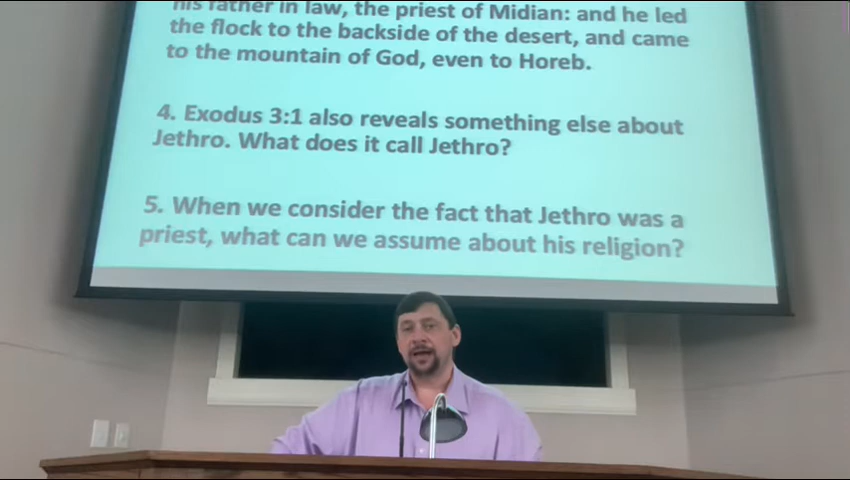 his father in law, the priest of Midian: and he led
the flock to the backside of the desert, and came
to the mountain of God, even to Horeb.
4. Exodus 3:1 also reveals something else about
Jethro. What does it call Jethro?
5. When we consider the fact that Jethro was a
priest, what can we assume about his religion?